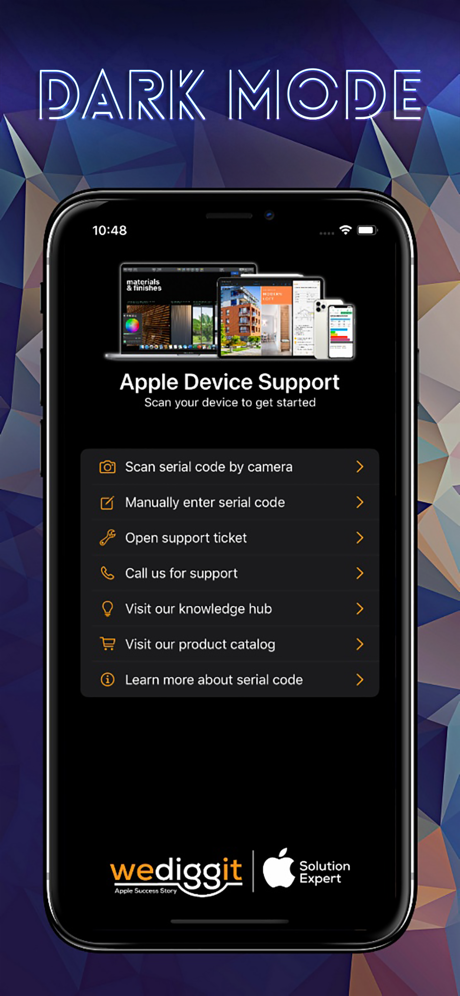 DARK MODE
10:48
materials
& finishes
Apple Device Support
Scan your device to get started
Scan serial code by camera
Manually enter serial code
Open support ticket
Call us for support
Visit our knowledge hub
Visit our product catalog
Learn more about serial code
wediggit
Apple Success Story
Solution
Expert